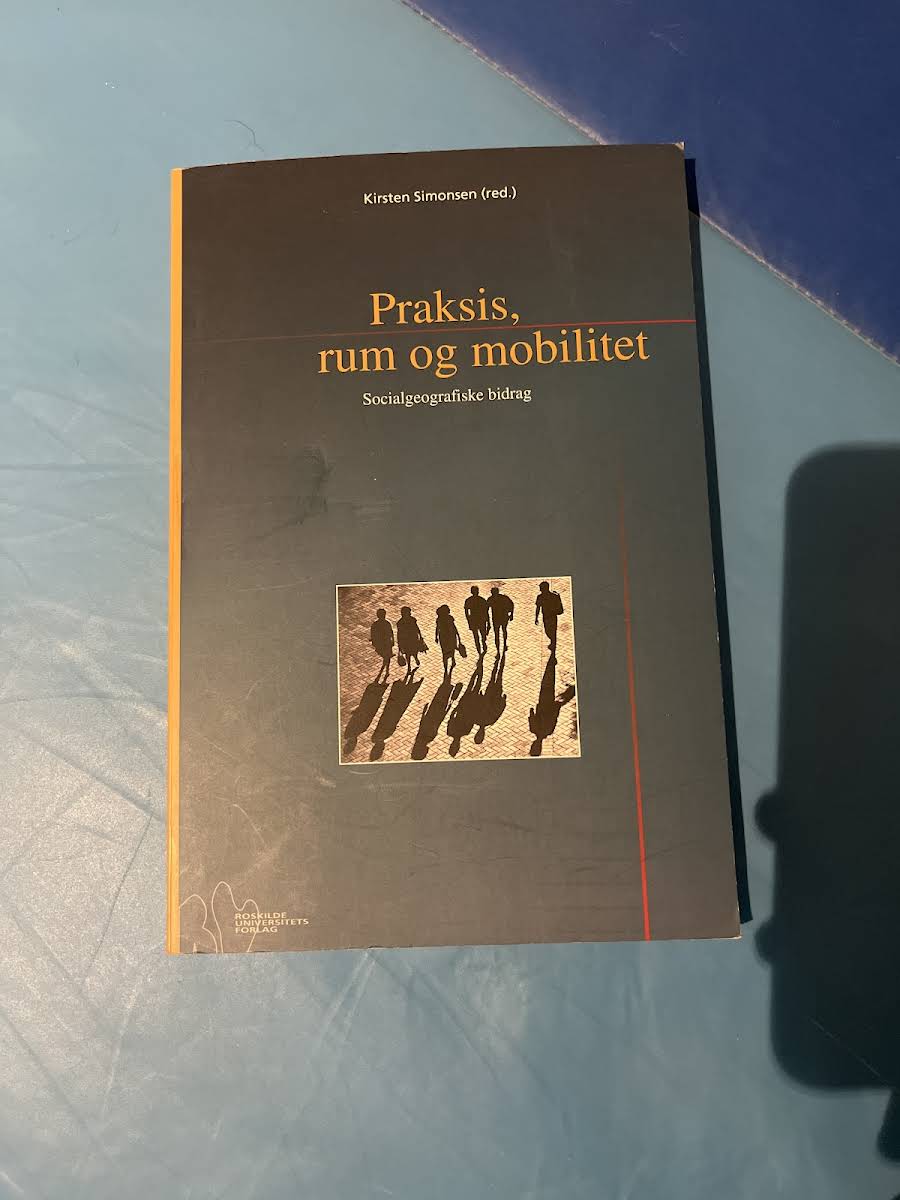 Kirsten Simonsen (red.)
Praksis,
rum og mobilitet
Socialgeografiske bidrag
ROSKILDE
UNIVERSITETS
FORLAG